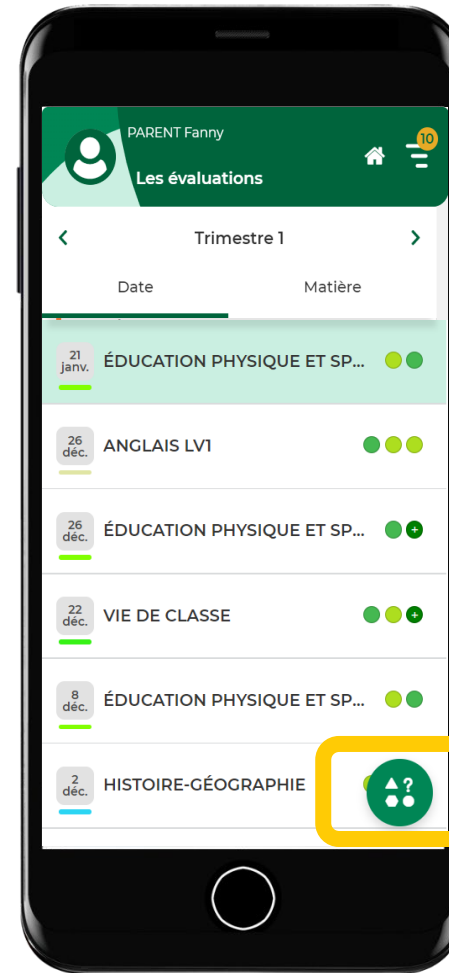 PARENT Fanny
10
Les évaluations
Trimestre 1
Date Matière
21 janv. ÉDUCATION PHYSIQUE ET SP...
26 déc. ANGLAIS LV1
26 déc. ÉDUCATION PHYSIQUE ET SP... +
22 déc. VIE DE CLASSE +
8 déc. ÉDUCATION PHYSIQUE ET SP...
2 déc. HISTOIRE-GÉOGRAPHIE
?